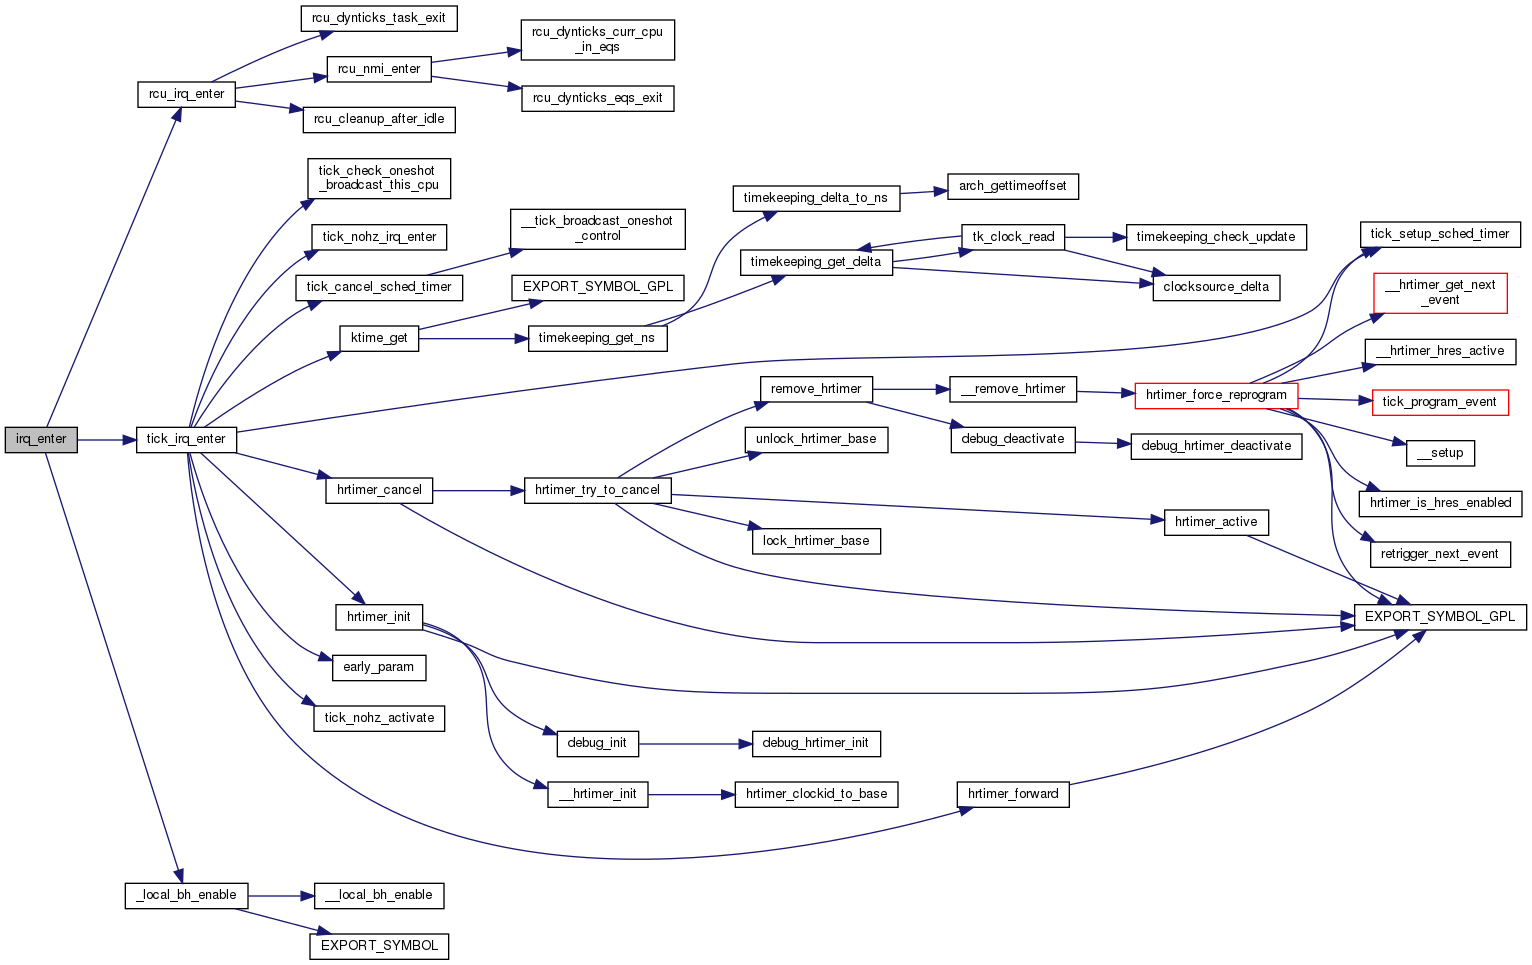 irq_enter
rcu_irq_enter
rcu_dynticks_task_exit
rcu_nmi_enter
rcu_dynticks_curr_cpu
_in_eqs
rcu_dynticks_eqs_exit
rcu_cleanup_after_idle
tick_irq_enter
tick_check_oneshot
_broadcast_this_cpu
tick_nohz_irq_enter
tick_cancel_sched_timer
__tick_broadcast_oneshot
_control
ktime_get
EXPORT_SYMBOL_GPL
timekeeping_get_ns
timekeeping_delta_to_ns
arch_gettimeoffset
timekeeping_get_delta
tk_clock_read
timekeeping_check_update
clocksource_delta
tick_setup_sched_timer
hrtimer_cancel
hrtimer_try_to_cancel
remove_hrtimer
__remove_hrtimer
hrtimer_force_reprogram
__hrtimer_get_next
_event
__hrtimer_hres_active
tick_program_event
__setup
hrtimer_is_hres_enabled
retrigger_next_event
EXPORT_SYMBOL_GPL
debug_deactivate
debug_hrtimer_deactivate
unlock_hrtimer_base
lock_hrtimer_base
hrtimer_active
hrtimer_init
debug_init
debug_hrtimer_init
__hrtimer_init
hrtimer_clockid_to_base
early_param
tick_nohz_activate
hrtimer_forward
_local_bh_enable
__local_bh_enable
EXPORT_SYMBOL